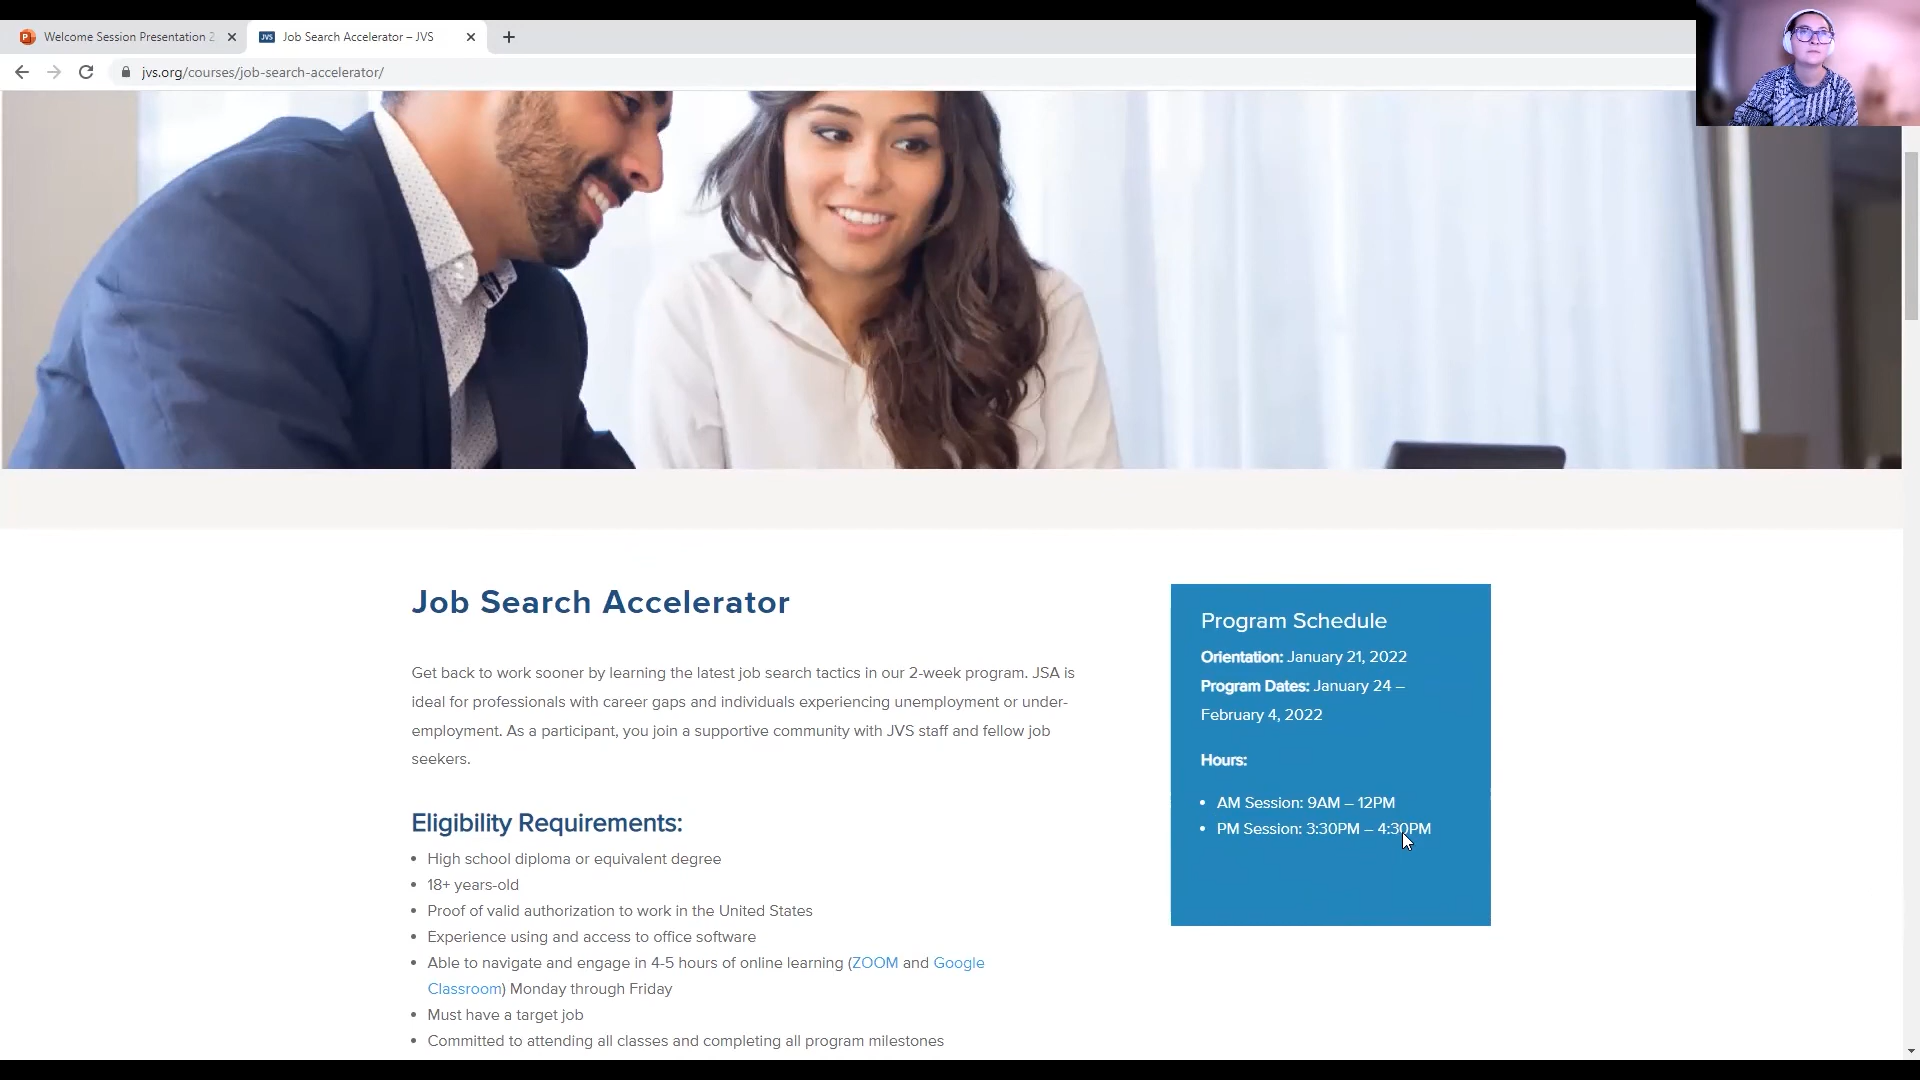 Welcome Session Presentation 2
JVS
Job Search Accelerator – JVS
jvs.org/courses/job-search-accelerator/
Job Search Accelerator
Get back to work sooner by learning the latest job search tactics in our 2-week program. JSA is
ideal for professionals with career gaps and individuals experiencing unemployment or under-
employment. As a participant, you join a supportive community with JVS staff and fellow job
seekers.
Eligibility Requirements:
• High school diploma or equivalent degree
• 18+ years-old
• Proof of valid authorization to work in the United States
• Experience using and access to office software
• Able to navigate and engage in 4-5 hours of online learning (ZOOM and Google
Classroom) Monday through Friday
• Must have a target job
• Committed to attending all classes and completing all program milestones
Program Schedule
Orientation: January 21, 2022
Program Dates: January 24 –
February 4, 2022
Hours:
• AM Session: 9AM – 12PM
• PM Session: 3:30PM – 4:30PM